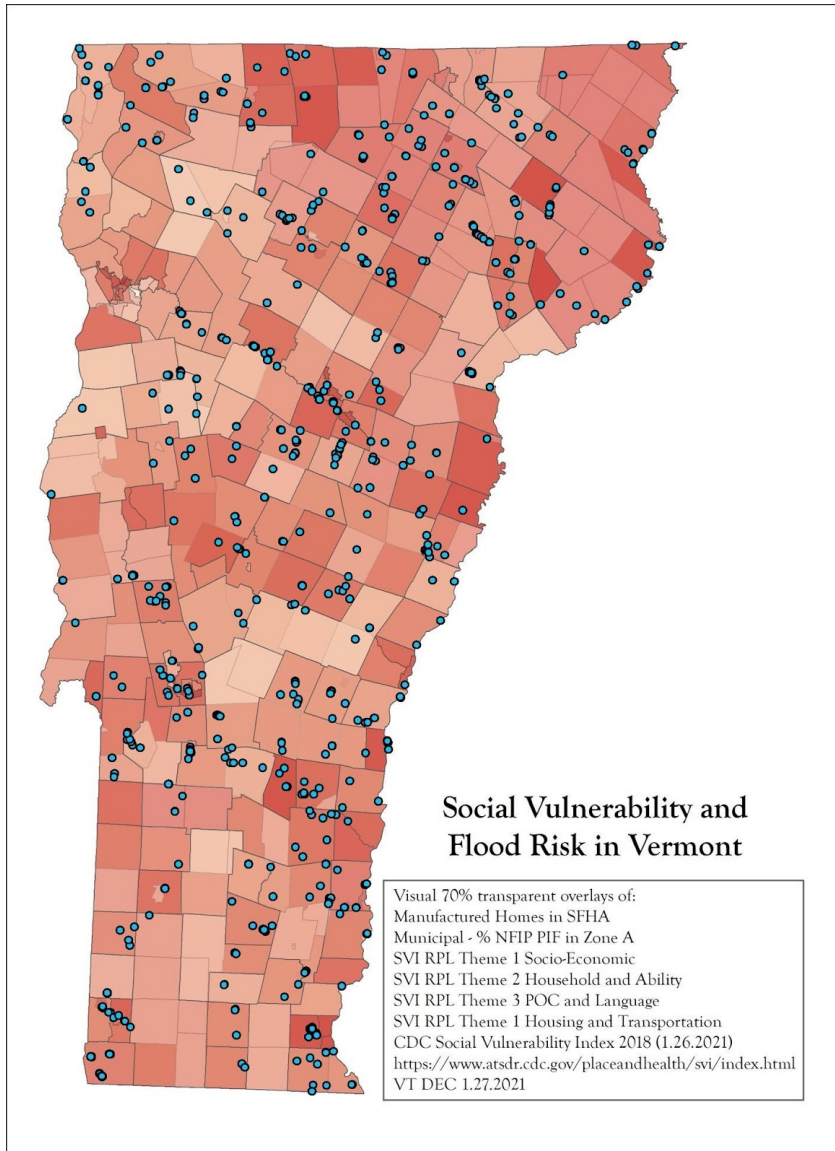 Social Vulnerability and
Flood Risk in Vermont
Visual 70% transparent overlays of:
Manufactured Homes in SFHA
Municipal - % NFIP PIF in Zone A
SVI RPL Theme 1 Socio-Economic
SVI RPL Theme 2 Household and Ability
SVI RPL Theme 3 POC and Language
SVI RPL Theme 1 Housing and Transportation
CDC Social Vulnerability Index 2018 (1.26.2021)
https://www.atsdr.cdc.gov/placeandhealth/svi/index.html
VT DEC 1.27.2021